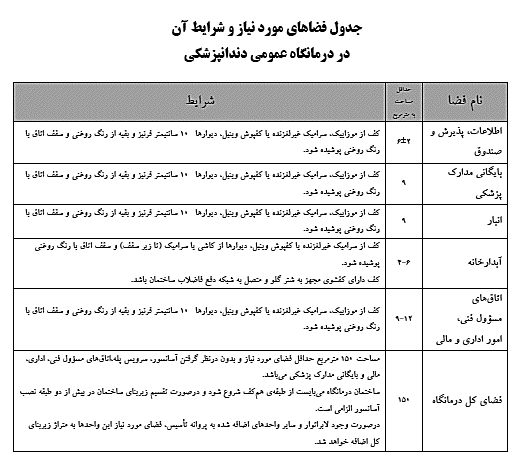 جدول فضاهای مورد نیاز و شرایط آن
در درمانگاه عمومی دندانپزشکی
نام فضا
حداقل
مساحت
به مترمربع
شرایط
اطلاعات، پذیرش و
صندوق
۶±۲
کف از موزاییک، سرامیک غیرلغزنده یا کفپوش وینیل، دیوارها ۱۰ سانتیمتر قرنیز و بقیه از رنگ روغنی و سقف اتاق با
رنگ روغنی پوشیده شود.
بایگانی مدارک
پزشکی
۹
کف از موزاییک، سرامیک غیرلغزنده یا کفپوش وینیل، دیوارها ۱۰ سانتیمتر قرنیز و بقیه از رنگ روغنی و سقف اتاق با
رنگ روغنی پوشیده شود.
انبار
۹
کف از موزاییک، سرامیک غیرلغزنده یا کفپوش وینیل، دیوارها ۱۰ سانتیمتر قرنیز و بقیه از رنگ روغنی و سقف اتاق با
رنگ روغنی پوشیده شود.
آبدارخانه
۴-۶
کف از سرامیک غیرلغزنده یا کفپوش وینیل، دیوارها از کاشی یا سرامیک (تا زیر سقف) و سقف اتاق با رنگ روغنی
پوشیده شود.
کف دارای کفشوی مجهز به شتر گلو و متصل به شبکه دفع فاضلاب ساختمان باشد.
اتاق‌های
مسؤول فنی،
امور اداری و مالی
۹-۱۲
کف از موزاییک، سرامیک غیرلغزنده یا کفپوش وینیل، دیوارها ۱۰ سانتیمتر قرنیز و بقیه از رنگ روغنی و سقف اتاق با
رنگ روغنی پوشیده شود.
فضای کل درمانگاه
۱۵۰
مساحت ۱۵۰ مترمربع حداقل فضای مورد نیاز و بدون درنظر گرفتن آسانسور، سرویس پله،اتاق‌های مسؤول فنی، اداری،
مالی و بایگانی مدارک پزشکی می‌باشد.
ساختمان درمانگاه می‌بایست از طبقه‌ی هم‌کف شروع شود و درصورت تقسیم زیربنای ساختمان در بیش از دو طبقه نصب
آسانسور الزامی است.
درصورت وجود لابراتوار و سایر واحدهای اضافه شده به پروانه تأسیس، فضای مورد نیاز این واحدها به متراژ زیربنای
کل اضافه خواهد شد.